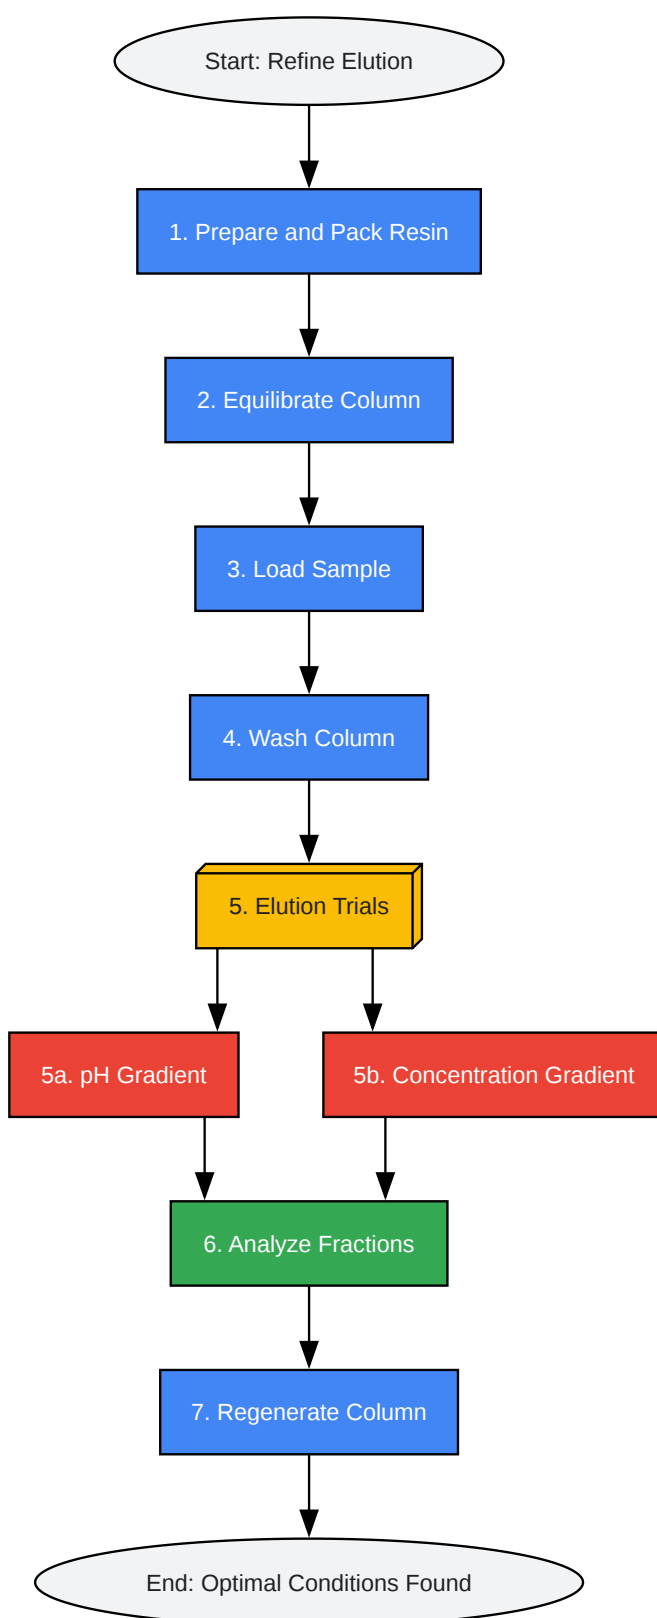 Start: Refine Elution
1. Prepare and Pack Resin
2. Equilibrate Column
3. Load Sample
4. Wash Column
5. Elution Trials
5a. pH Gradient
5b. Concentration Gradient
6. Analyze Fractions
7. Regenerate Column
End: Optimal Conditions Found